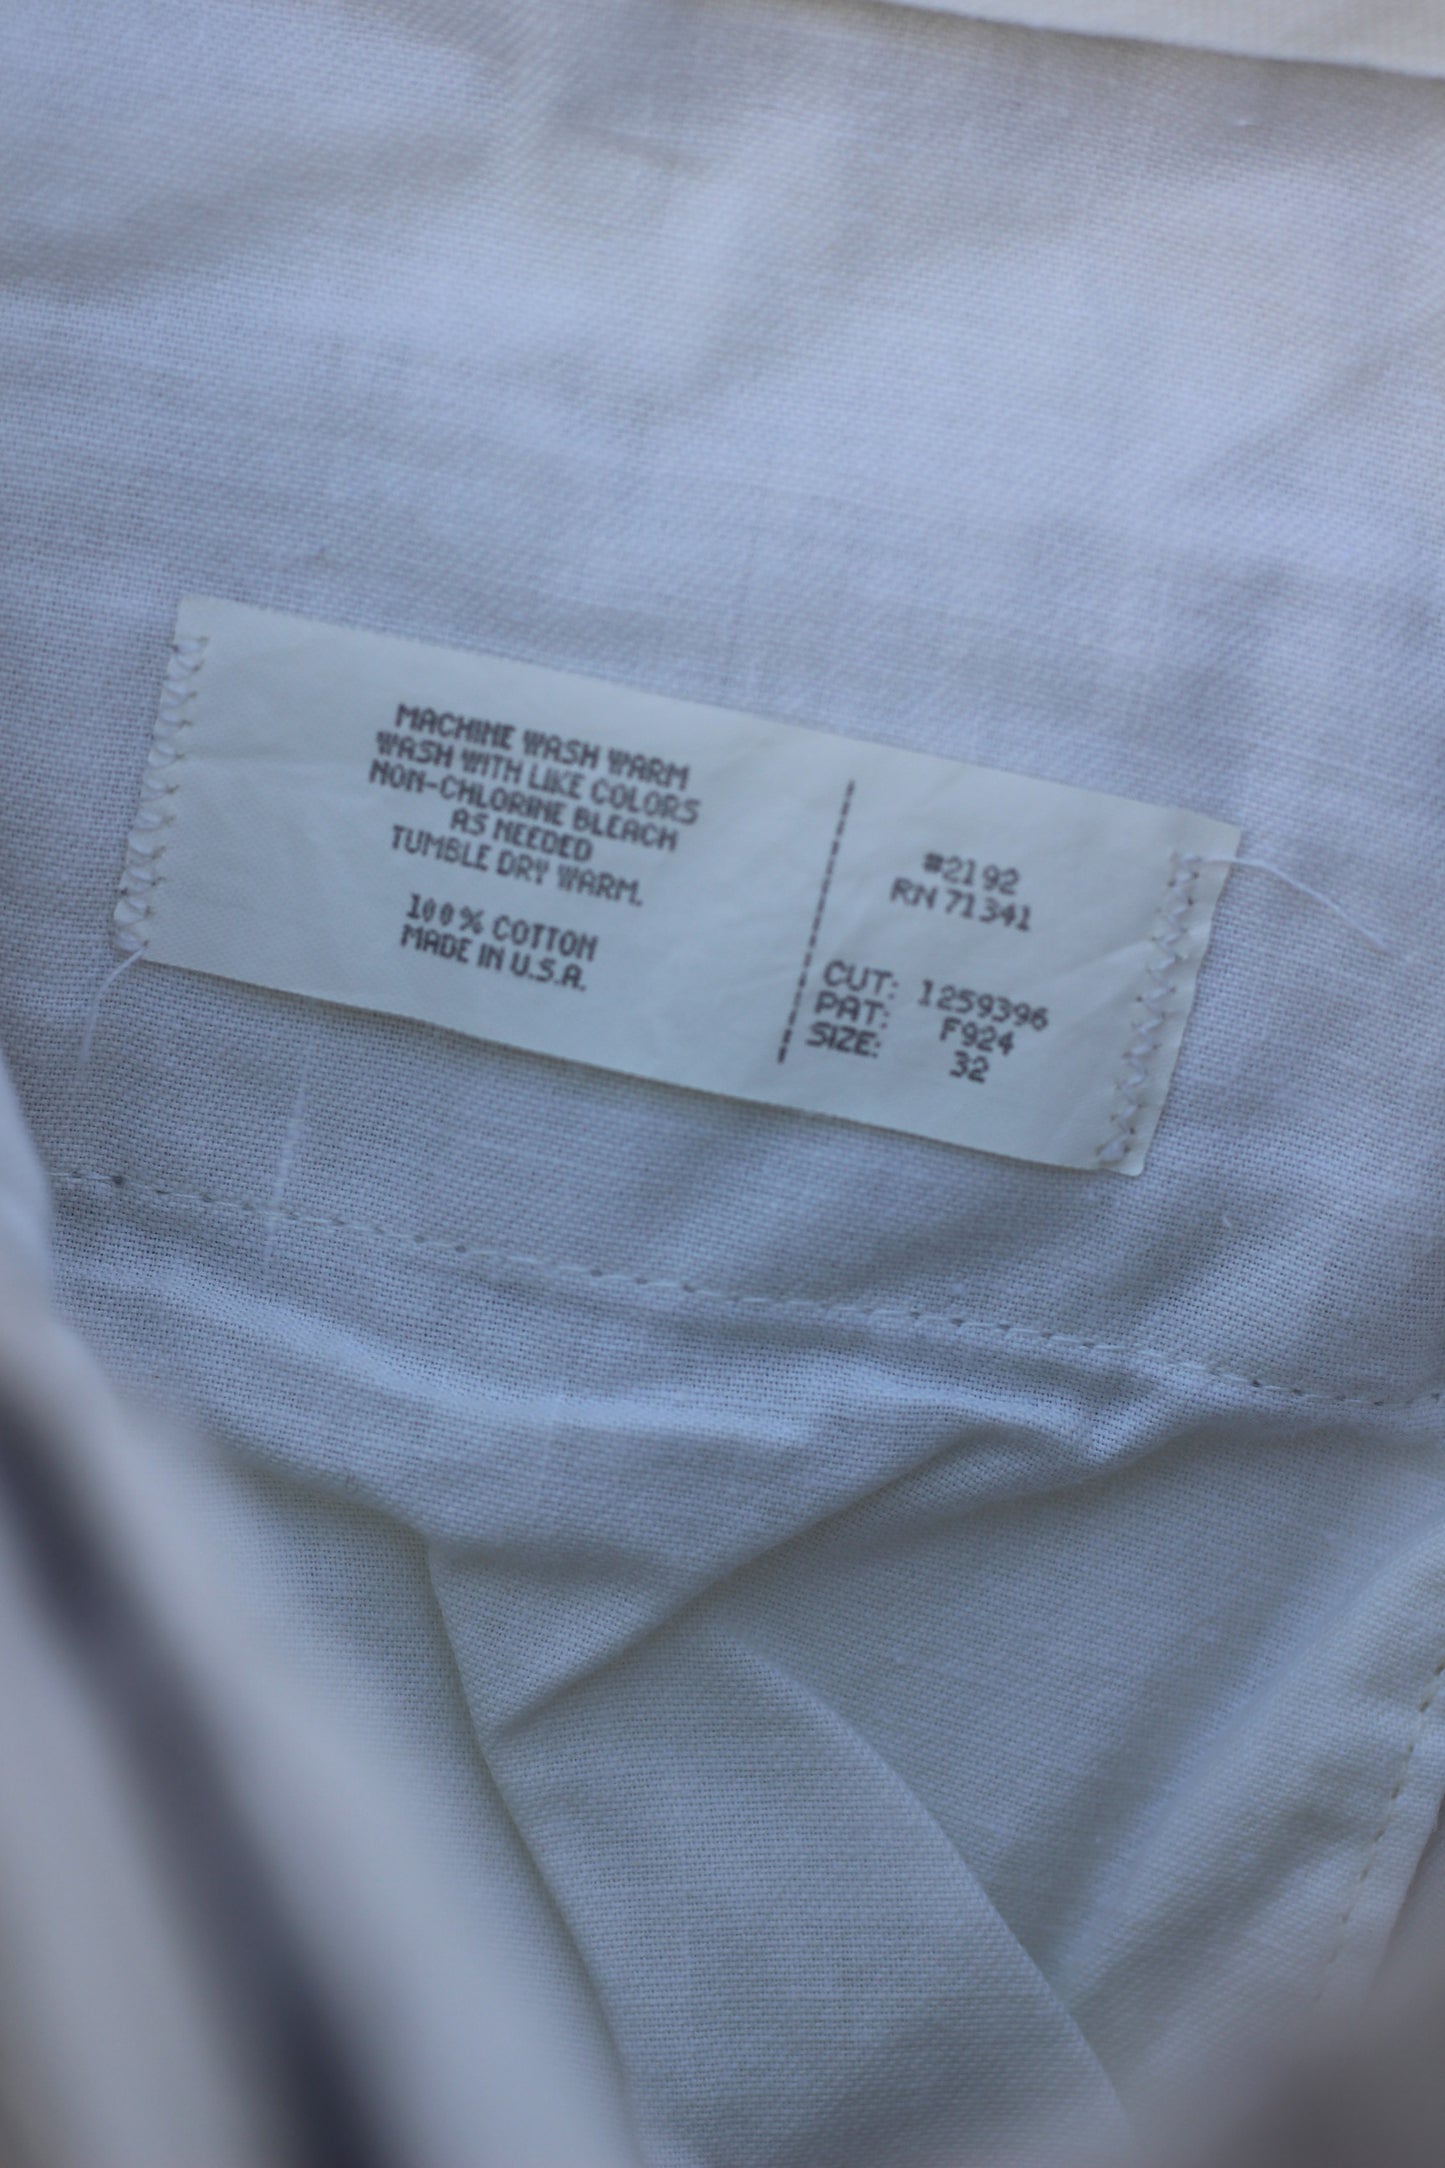 MACHINE WASH WARM
WASH WITH LIKE COLORS
NON-CHLORINE BLEACH
AS NEEDED
TUMBLE DRY WARM.
100% COTTON
MADE IN U.S.A.
#2192
RN 71341
CUT: 1259396
PAT: F924
SIZE: 32